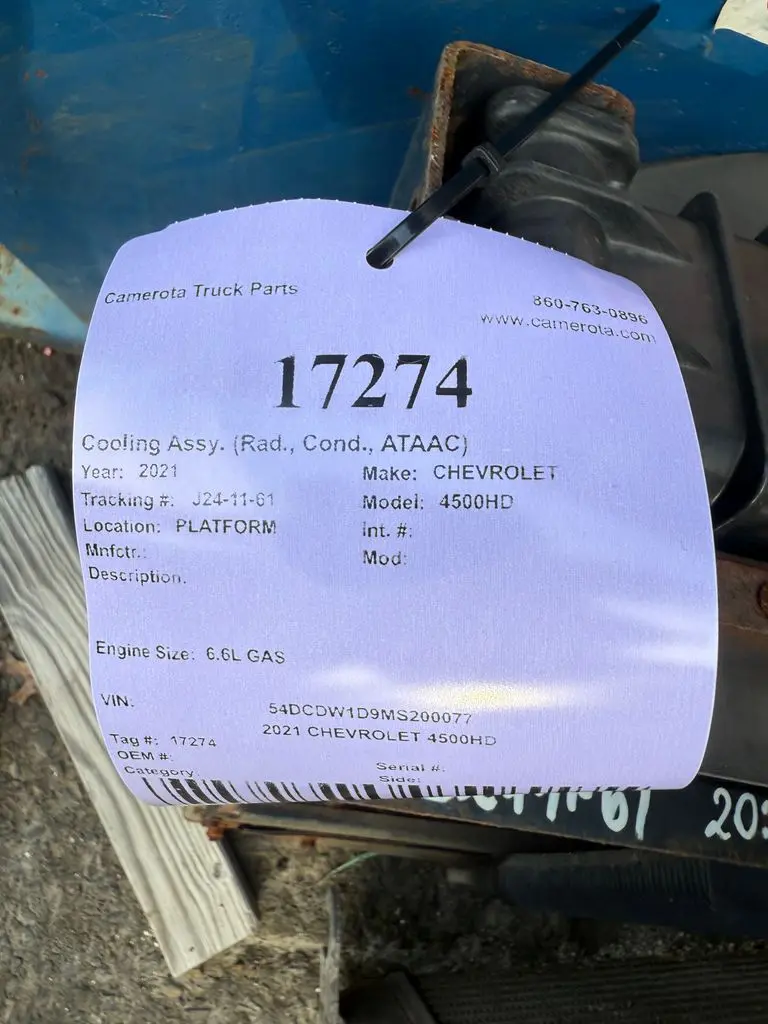 Camerota Truck Parts
860-763-0896
www.camerota.com
17274
Cooling Assy. (Rad., Cond., ATAAC)
Year: 2021 Make: CHEVROLET
Tracking #: J24-11-61 Model: 4500HD
Location: PLATFORM Int. #:
Mnfctr.: Mod:
Description:
Engine Size: 6.6L GAS
VIN: 54DCDW1D9MS200077
2021 CHEVROLET 4500HD
Tag #: 17274
OEM #: Serial #:
Category: Side: